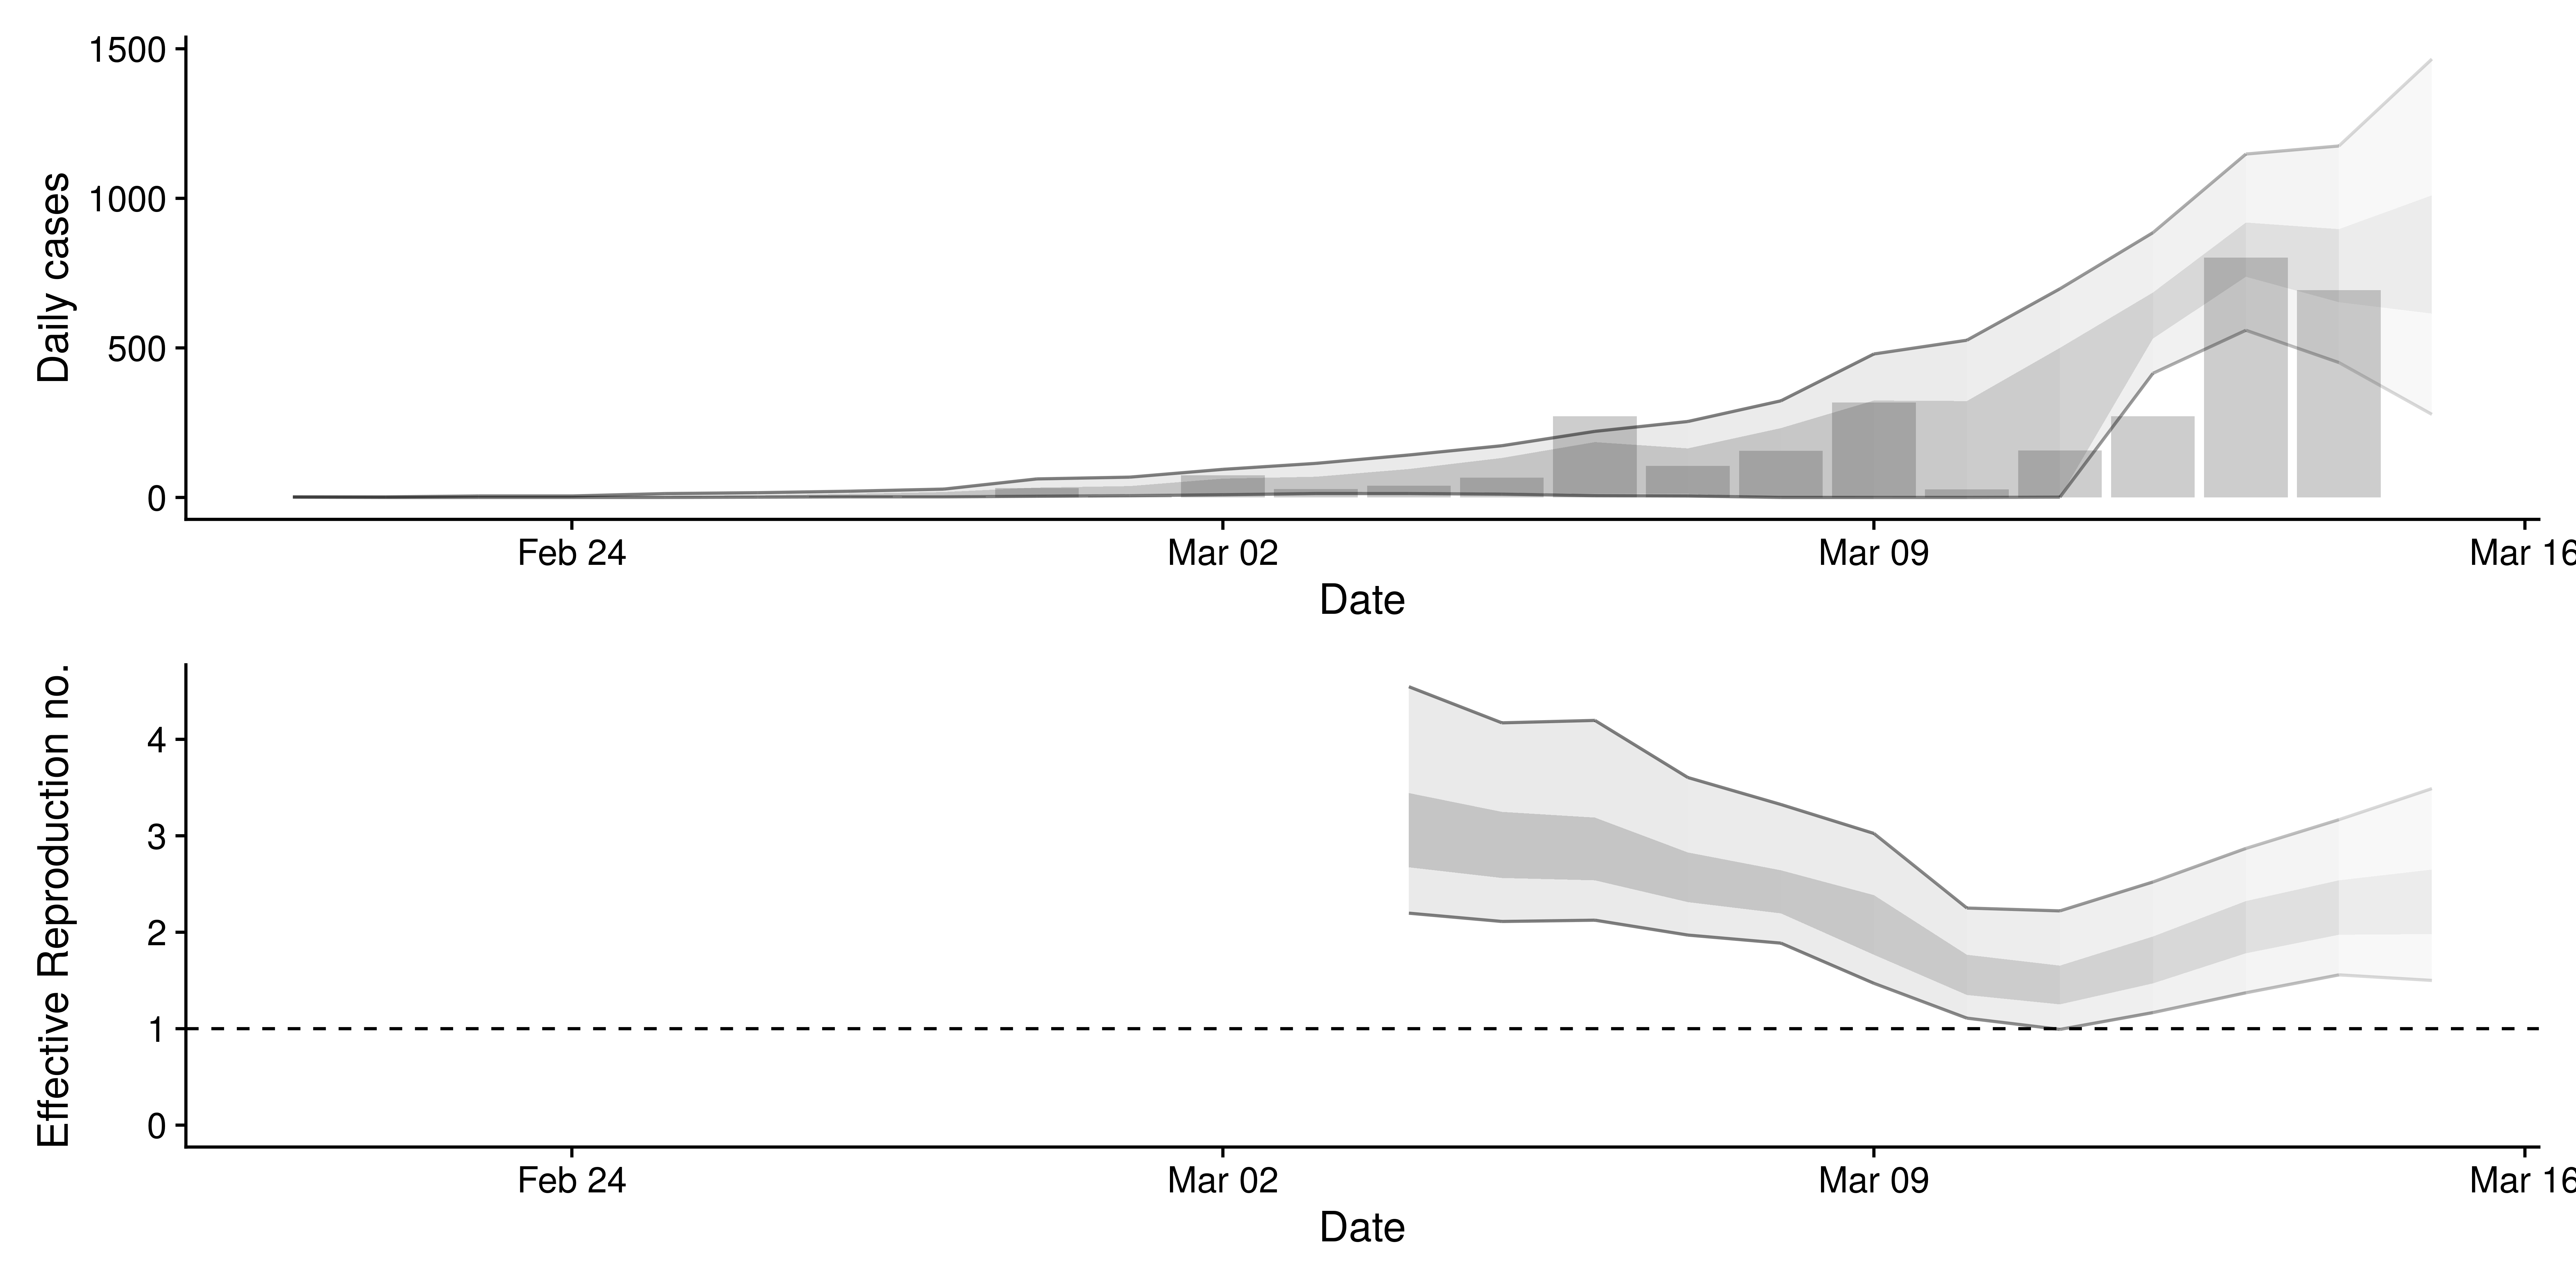 Daily cases
1500
1000
500
0
Feb 24
Mar 02
Mar 09
Mar 16
Date
Effective Reproduction no.
4
3
2
1
0
Feb 24
Mar 02
Mar 09
Mar 16
Date